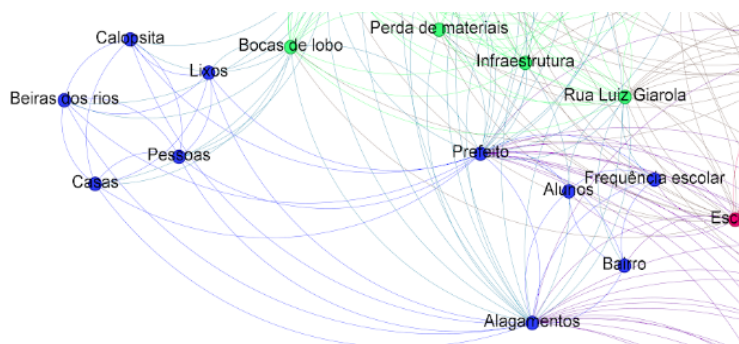 Perda de materiais
Calopsita
Bocas de lobo
Lixos
Infraestrutura
Beiras dos rios
Rua Luiz Giarola
Pessoas
Prefeito
Casas
Frequência escolar
Alunos
Esc
Bairro
Alagamentos